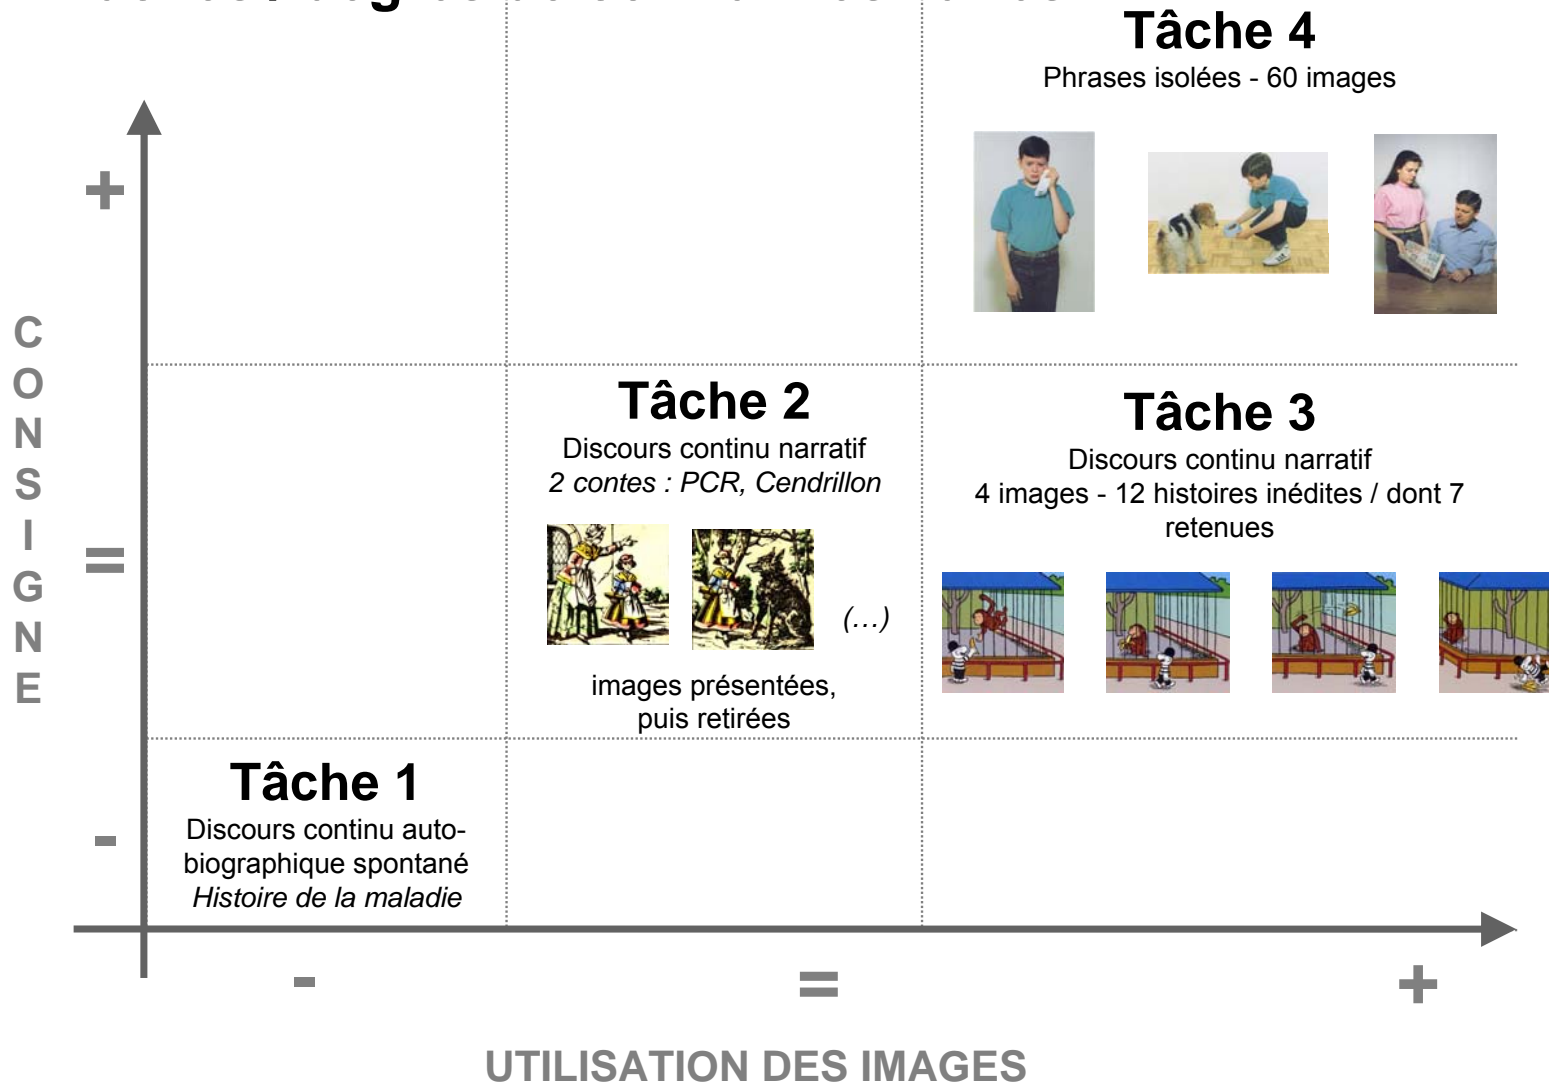 Tâche 4
Phrases isolées - 60 images
+
CONSIGNE
Tâche 2
Discours continu narratif
2 contes : PCR, Cendrillon
(…)
images présentées,
puis retirées
Tâche 3
Discours continu narratif
4 images - 12 histoires inédites / dont 7
retenues
=
Tâche 1
Discours continu auto-
biographique spontané
Histoire de la maladie
-
-
=
+
UTILISATION DES IMAGES